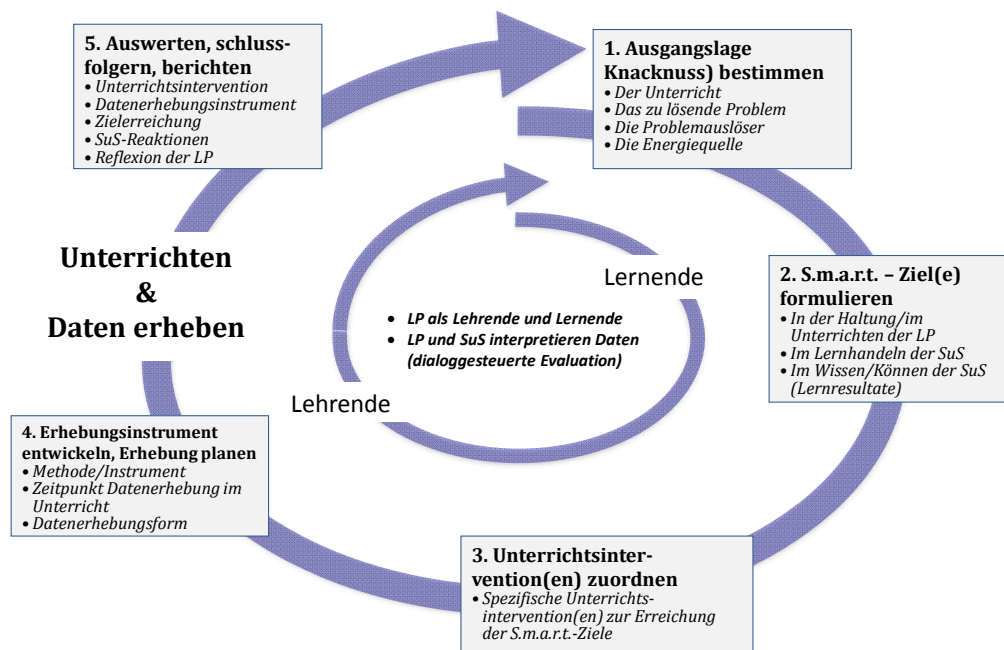 1. Ausgangslage
Knacknuss) bestimmen
• Der Unterricht
• Das zu lösende Problem
• Die Problemauslöser
• Die Energiequelle
2. S.m.a.r.t. – Ziel(e)
formulieren
• In der Haltung/im
Unterrichten der LP
• Im Lernhandeln der SuS
• Im Wissen/Können der SuS
(Lernresultate)
3. Unterrichtsinter-
vention(en) zuordnen
• Spezifische Unterrichts-
intervention(en) zur Erreichung
der S.m.a.r.t.-Ziele
4. Erhebungsinstrument
entwickeln, Erhebung planen
• Methode/Instrument
• Zeitpunkt Datenerhebung im
Unterricht
• Datenerhebungsform
Unterrichten
&
Daten erheben
5. Auswerten, schluss-
folgern, berichten
• Unterrichtsintervention
• Datenerhebungsinstrument
• Zielerreichung
• SuS-Reaktionen
• Reflexion der LP
Lernende
• LP als Lehrende und Lernende
• LP und SuS interpretieren Daten
(dialoggesteuerte Evaluation)
Lehrende